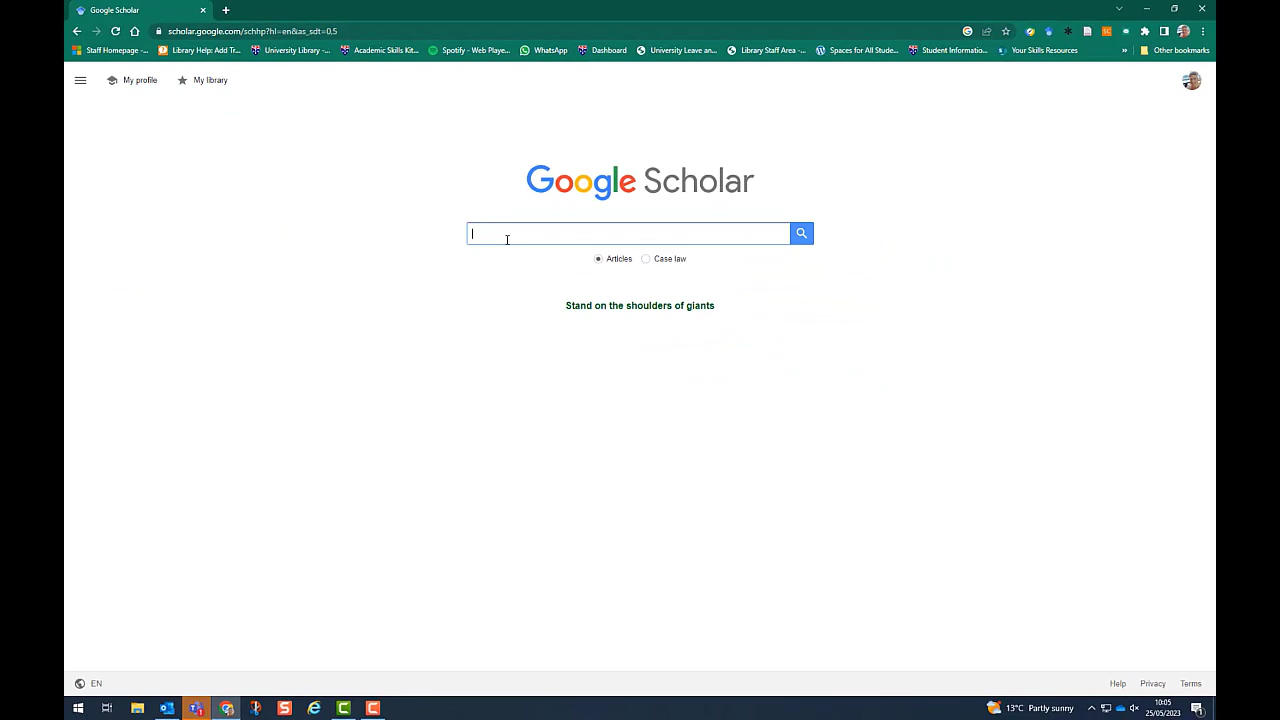 Google Scholar
scholar.google.com/schhp?hl=en&as_sdt=0,5
Staff Homepage -... Library Help: Add Tr... University Library -... Academic Skills Kit... Spotify - Web Playe... WhatsApp Dashboard University Leave an... Library Staff Area -... Spaces for All Stude... Student Informatio... Your Skills Resources » Other bookmarks
My profile My library
Google Scholar
Articles Case law
Stand on the shoulders of giants
EN Help Privacy Terms
13°C Partly sunny 10:05
25/05/2023